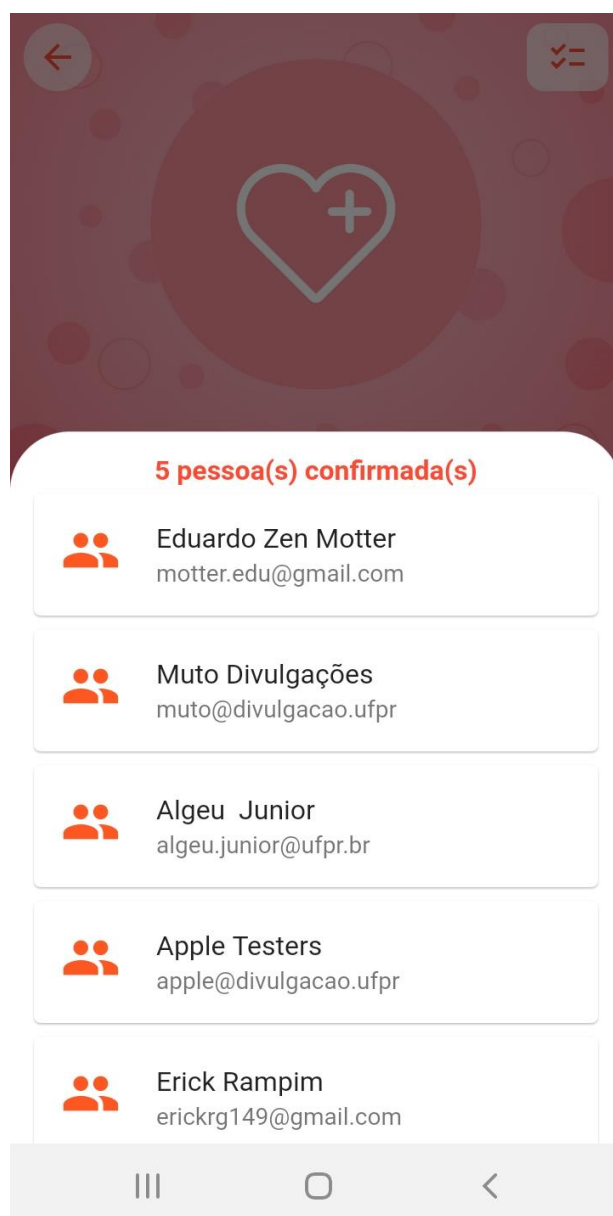 5 pessoa(s) confirmada(s)
Eduardo Zen Motter
motter.edu@gmail.com
Muto Divulgações
muto@divulgacao.ufpr
Algeu  Junior
algeu.junior@ufpr.br
Apple Testers
apple@divulgacao.ufpr
Erick Rampim
erickrg149@gmail.com